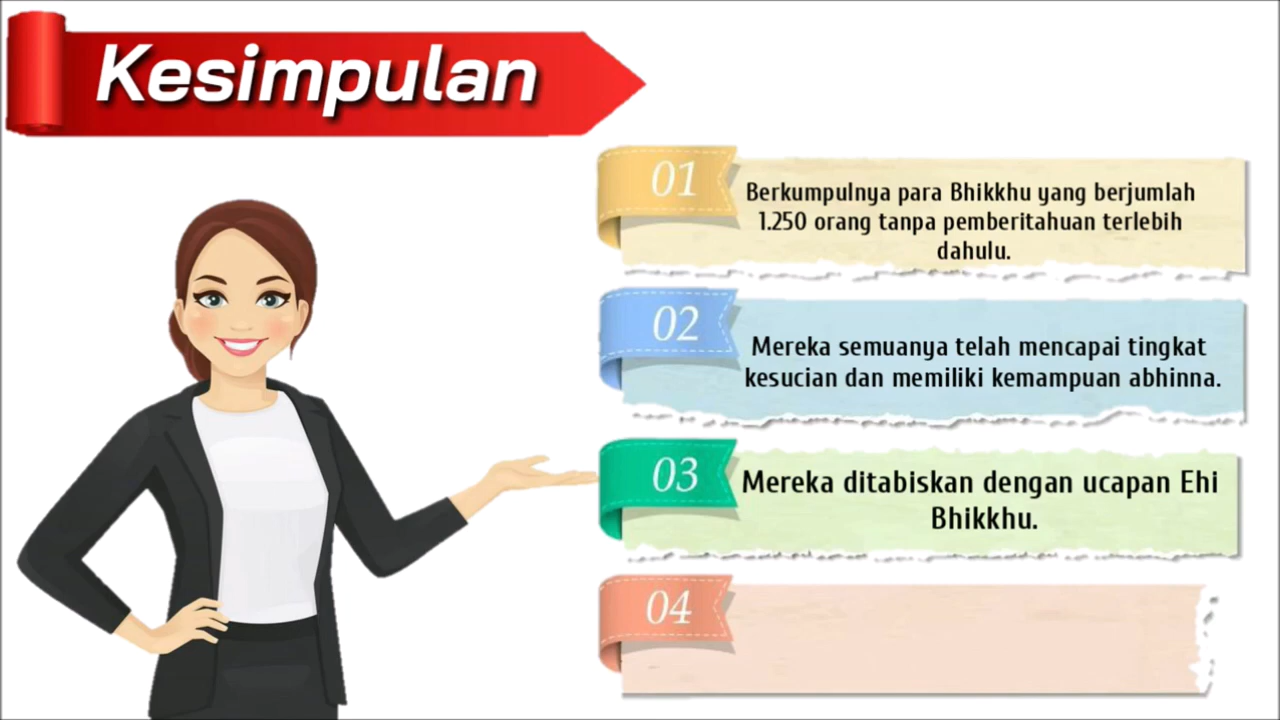 Kesimpulan
01
Berkumpulnya para Bhikkhu yang berjumlah
1.250 orang tanpa pemberitahuan terlebih
dahulu.
02
Mereka semuanya telah mencapai tingkat
kesucian dan memiliki kemampuan abhinna.
03
Mereka ditabiskan dengan ucapan Ehi
Bhikkhu.
04